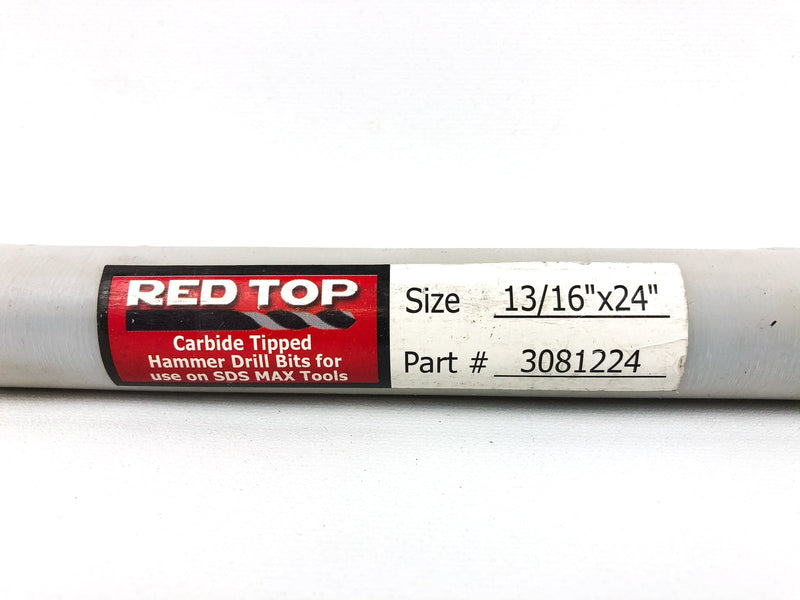 RED TOP
Carbide Tipped
Hammer Drill Bits for
use on SDS MAX Tools
Size 13/16"x24"
Part # 3081224